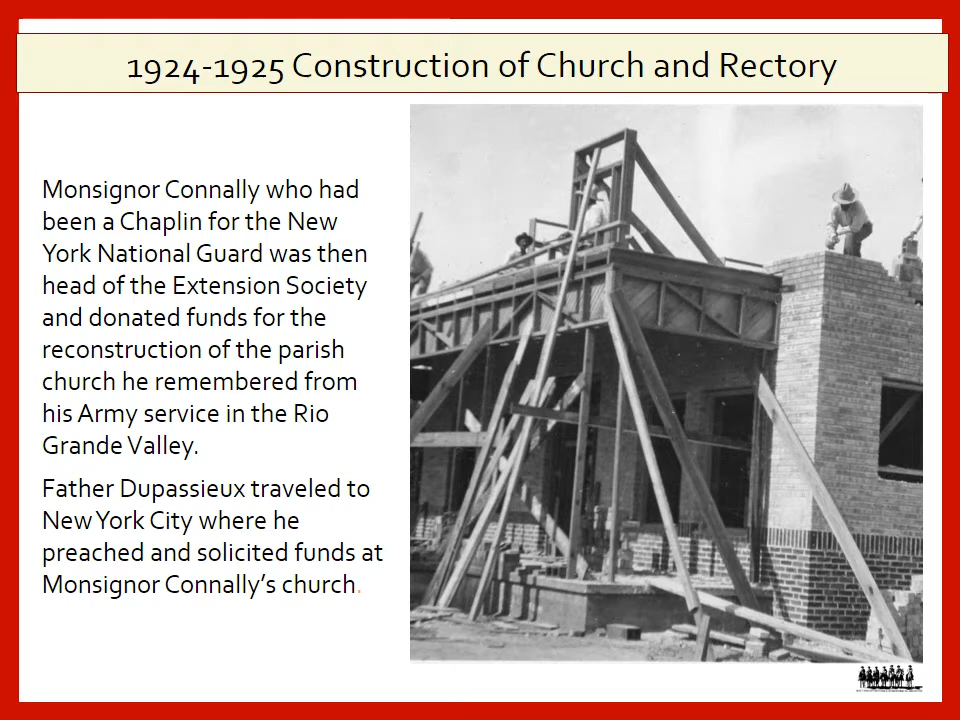 1924-1925 Construction of Church and Rectory
Monsignor Connally who had
been a Chaplin for the New
York National Guard was then
head of the Extension Society
and donated funds for the
reconstruction of the parish
church he remembered from
his Army service in the Rio
Grande Valley.
Father Dupassieux traveled to
New York City where he
preached and solicited funds at
Monsignor Connally’s church.